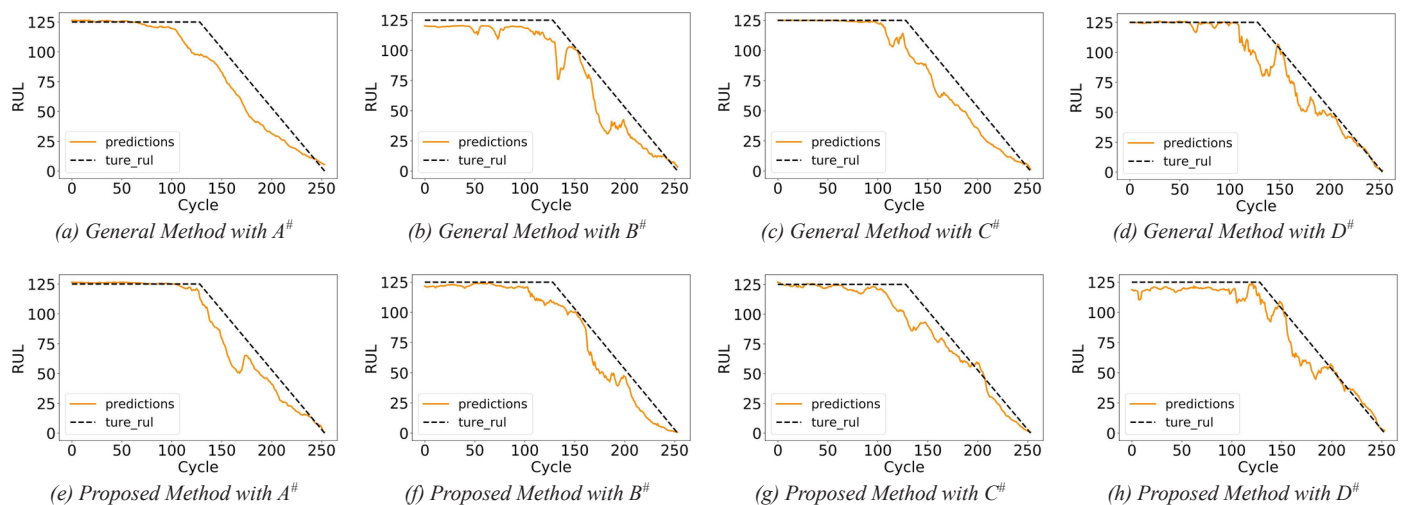 125
100
75
50
25
0
RUL
predictions
ture_rul
0 50 100 150 200 250
Cycle
(a) General Method with A#
125
100
75
50
25
0
RUL
predictions
ture_rul
0 50 100 150 200 250
Cycle
(b) General Method with B#
125
100
75
50
25
0
RUL
predictions
ture_rul
0 50 100 150 200 250
Cycle
(c) General Method with C#
125
100
75
50
25
0
RUL
predictions
ture_rul
0 50 100 150 200 250
Cycle
(d) General Method with D#
125
100
75
50
25
0
RUL
predictions
ture_rul
0 50 100 150 200 250
Cycle
(e) Proposed Method with A#
125
100
75
50
25
0
RUL
predictions
ture_rul
0 50 100 150 200 250
Cycle
(f) Proposed Method with B#
125
100
75
50
25
0
RUL
predictions
ture_rul
0 50 100 150 200 250
Cycle
(g) Proposed Method with C#
125
100
75
50
25
0
RUL
predictions
ture_rul
0 50 100 150 200 250
Cycle
(h) Proposed Method with D#